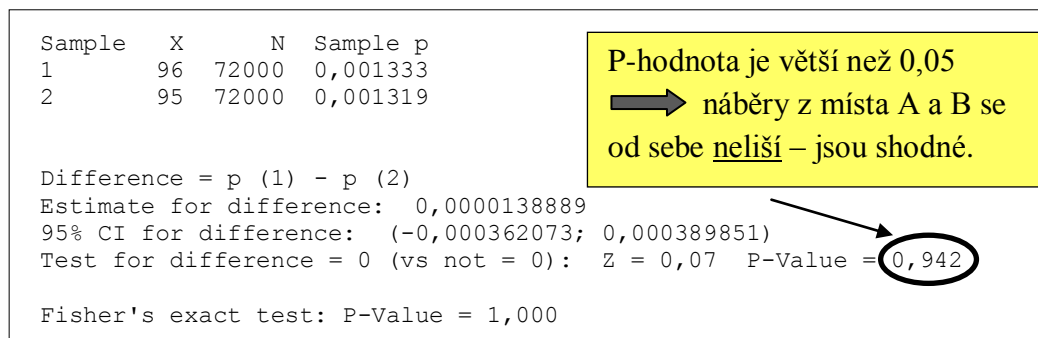 Sample X N Sample p
1 96 72000 0,001333
2 95 72000 0,001319
P-hodnota je větší než 0,05
náběry z místa A a B se
od sebe neliší – jsou shodné.
Difference = p (1) - p (2)
Estimate for difference: 0,0000138889
95% CI for difference: (-0,000362073; 0,000389851)
Test for difference = 0 (vs not = 0): Z = 0,07 P-Value = 0,942
Fisher's exact test: P-Value = 1,000